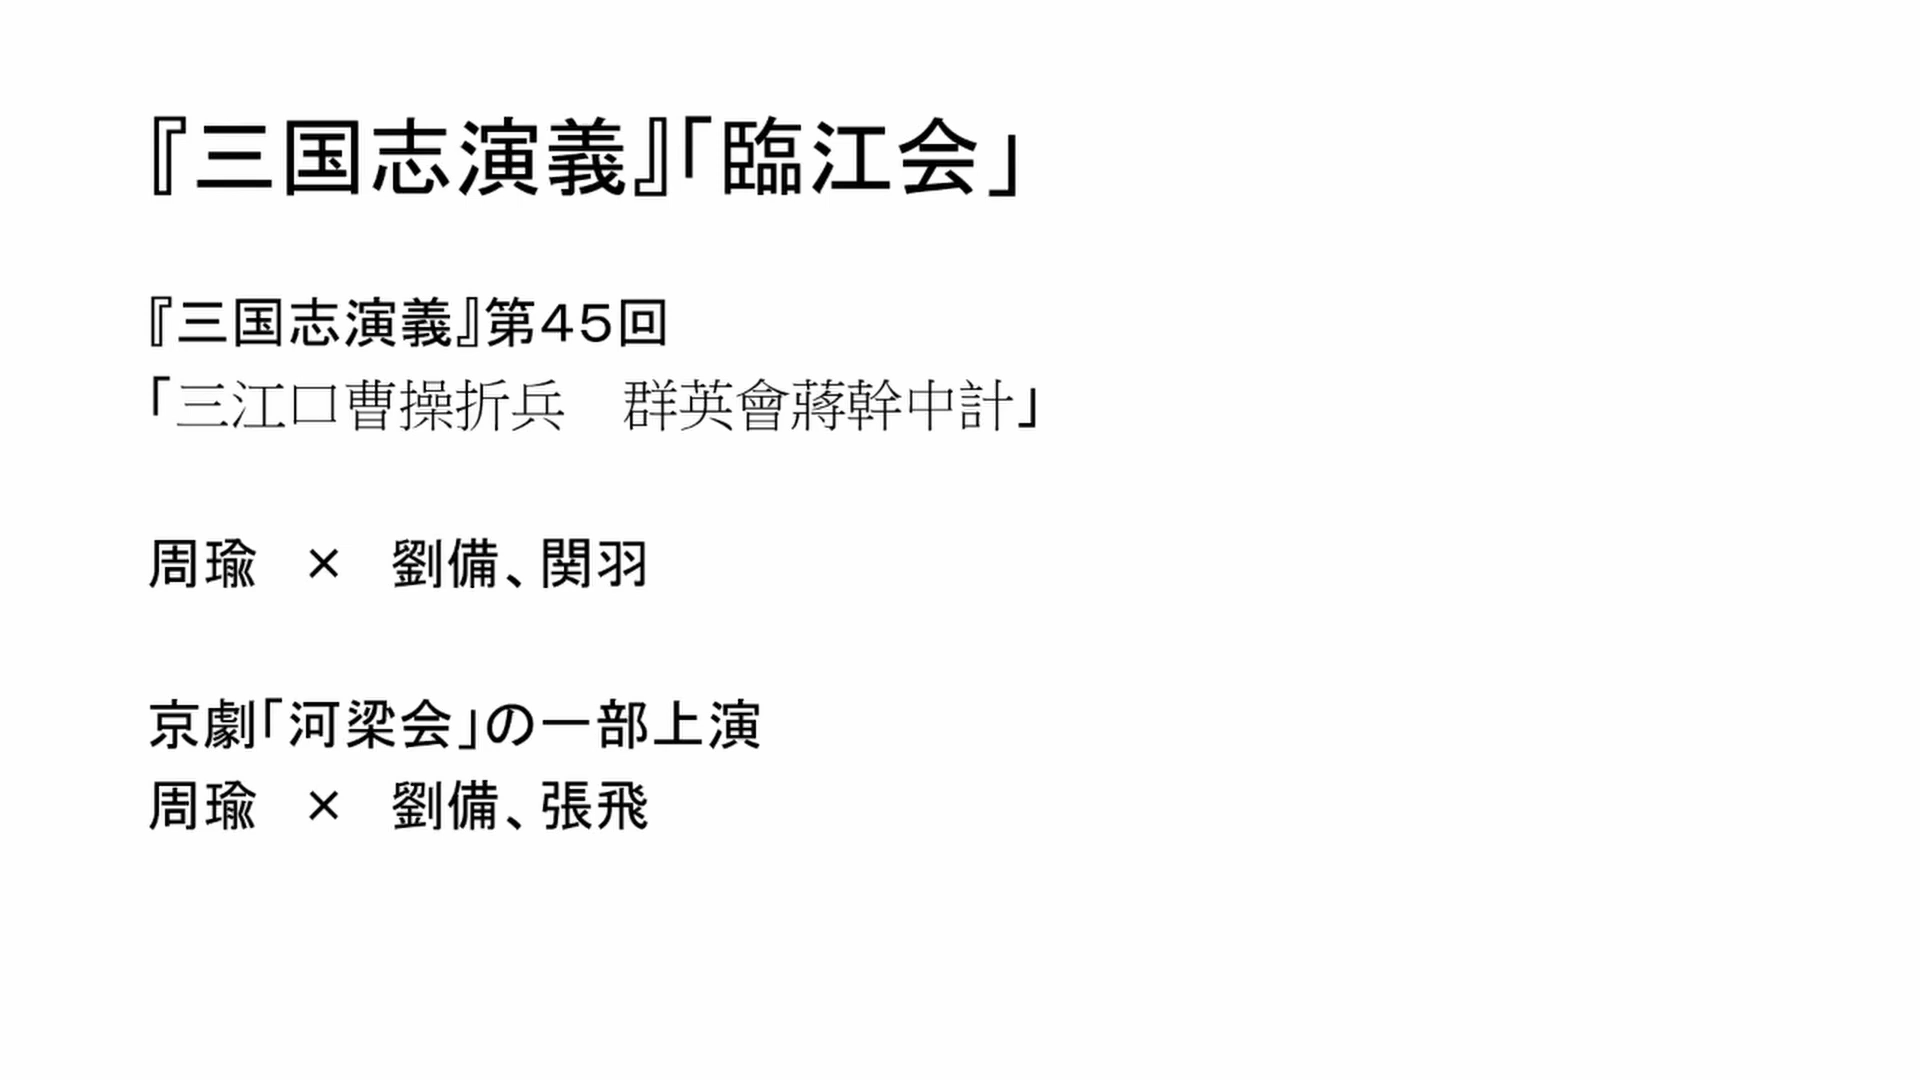 『三国志演義』「臨江会」
『三国志演義』第４５回
「三江口曹操折兵　群英會蔣幹中計」
周瑜　×　劉備、関羽
京劇「河梁会」の一部上演
周瑜　×　劉備、張飛